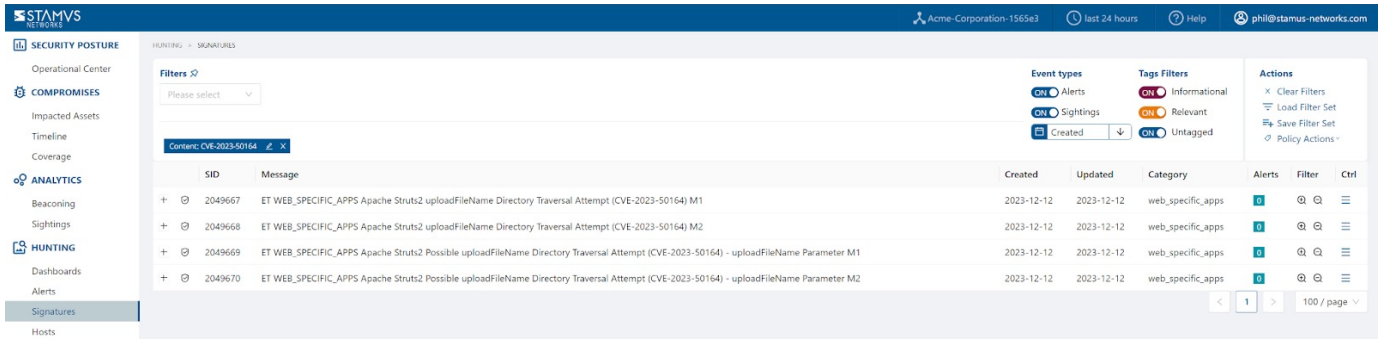 STAMVS
NETWORKS
Acme-Corporation-1565e3
last 24 hours
Help
phil@stamus-networks.com
SECURITY POSTURE
Operational Center
COMPROMISES
Impacted Assets
Timeline
Coverage
ANALYTICS
Beaconing
Sightings
HUNTING
Dashboards
Alerts
Signatures
Hosts
HUNTING > SIGNATURES
Filters
Please select
Content: CVE-2023-50164
Event types
ON Alerts
ON Sightings
Created
Tags Filters
ON Informational
ON Relevant
ON Untagged
Actions
Clear Filters
Load Filter Set
Save Filter Set
Policy Actions
SID Message Created Updated Category Alerts Filter Ctrl
2049667 ET WEB_SPECIFIC_APPS Apache Struts2 uploadFileName Directory Traversal Attempt (CVE-2023-50164) M1 2023-12-12 2023-12-12 web_specific_apps 0
2049668 ET WEB_SPECIFIC_APPS Apache Struts2 uploadFileName Directory Traversal Attempt (CVE-2023-50164) M2 2023-12-12 2023-12-12 web_specific_apps 0
2049669 ET WEB_SPECIFIC_APPS Apache Struts2 Possible uploadFileName Directory Traversal Attempt (CVE-2023-50164) - uploadFileName Parameter M1 2023-12-12 2023-12-12 web_specific_apps 0
2049670 ET WEB_SPECIFIC_APPS Apache Struts2 Possible uploadFileName Directory Traversal Attempt (CVE-2023-50164) - uploadFileName Parameter M2 2023-12-12 2023-12-12 web_specific_apps 0
< 1 > 100 / page